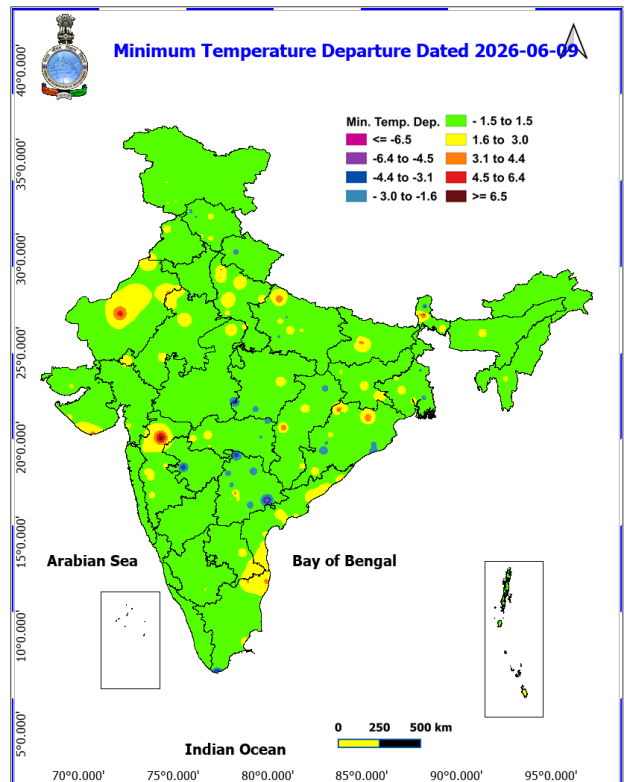 Minimum Temperature Departure Dated 2026-06-09
Min. Temp. Dep.
<= -6.5
-6.4 to -4.5
-4.4 to -3.1
- 3.0 to -1.6
- 1.5 to 1.5
1.6 to 3.0
3.1 to 4.4
4.5 to 6.4
>= 6.5
40°0.000'
35°0.000'
30°0.000'
25°0.000'
20°0.000'
15°0.000'
10°0.000'
5°0.000'
Arabian Sea
Bay of Bengal
Indian Ocean
0 250 500 km
70°0.000' 75°0.000' 80°0.000' 85°0.000' 90°0.000' 95°0.000'